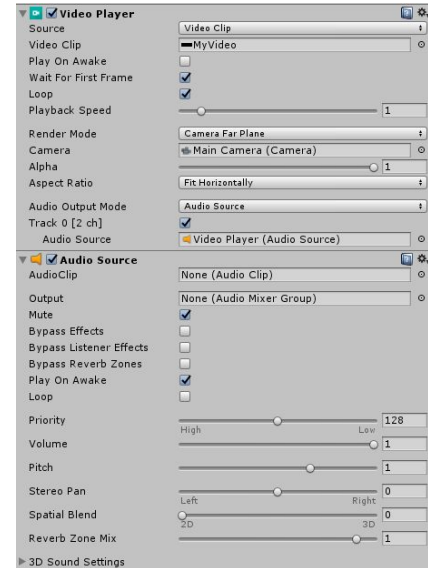 Video Player
Source Video Clip
Video Clip MyVideo
Play On Awake
Wait For First Frame
Loop
Playback Speed 1
Render Mode Camera Far Plane
Camera Main Camera (Camera)
Alpha 1
Aspect Ratio Fit Horizontally
Audio Output Mode Audio Source
Track 0 [2 ch]
Audio Source Video Player (Audio Source)
Audio Source
AudioClip None (Audio Clip)
Output None (Audio Mixer Group)
Mute
Bypass Effects
Bypass Listener Effects
Bypass Reverb Zones
Play On Awake
Loop
Priority 128
High Low
Volume 1
Pitch 1
Stereo Pan 0
Left Right
Spatial Blend 0
2D 3D
Reverb Zone Mix 1
3D Sound Settings